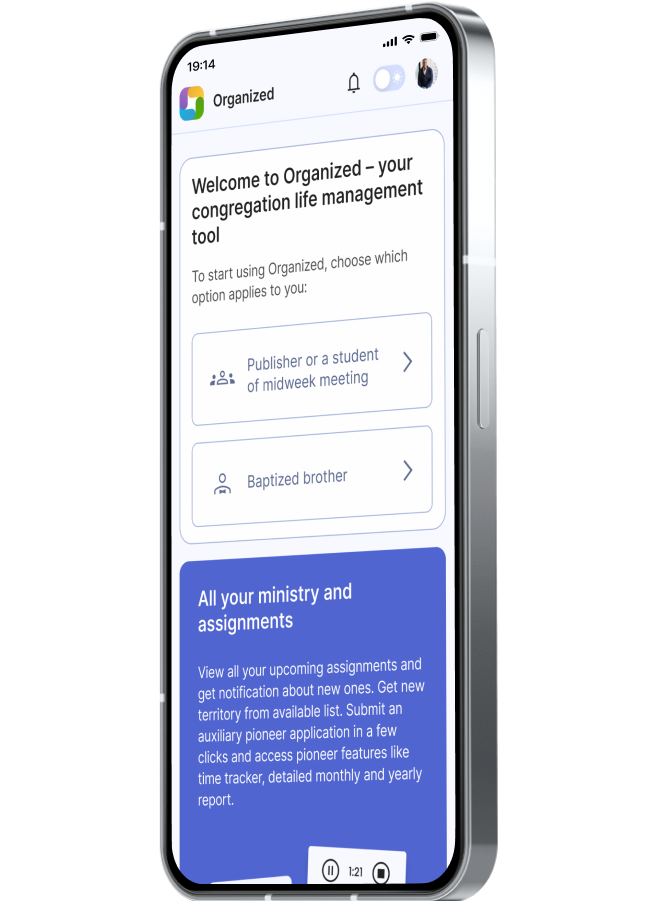 19:14
Organized
Welcome to Organized – your
congregation life management
tool
To start using Organized, choose which
option applies to you:
Publisher or a student
of midweek meeting
Baptized brother
All your ministry and
assignments
View all your upcoming assignments and
get notification about new ones. Get new
territory from available list. Submit an
auxiliary pioneer application in a few
clicks and access pioneer features like
time tracker, detailed monthly and yearly
report.
1:21